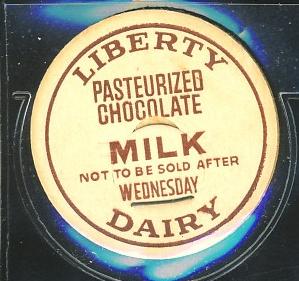 LIBERTY
PASTEURIZED
CHOCOLATE
MILK
NOT TO BE SOLD AFTER
WEDNESDAY
DAIRY